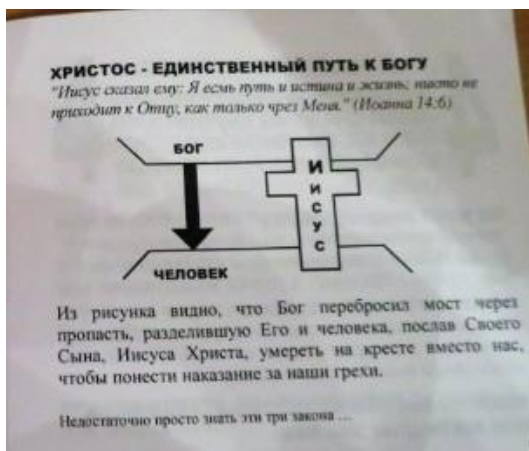 ХРИСТОС - ЕДИНСТВЕННЫЙ ПУТЬ К БОГУ
"Иисус сказал ему: Я есмь путь и истина и жизнь; никто не
приходит к Отцу, как только чрез Меня." (Иоанна 14:6)
БОГ
ИИСУС
ЧЕЛОВЕК
Из рисунка видно, что Бог перебросил мост через
пропасть, разделившую Его и человека, послав Своего
Сына, Иисуса Христа, умереть на кресте вместо нас,
чтобы понести наказание за наши грехи.
Недостаточно просто знать эти три закона ...